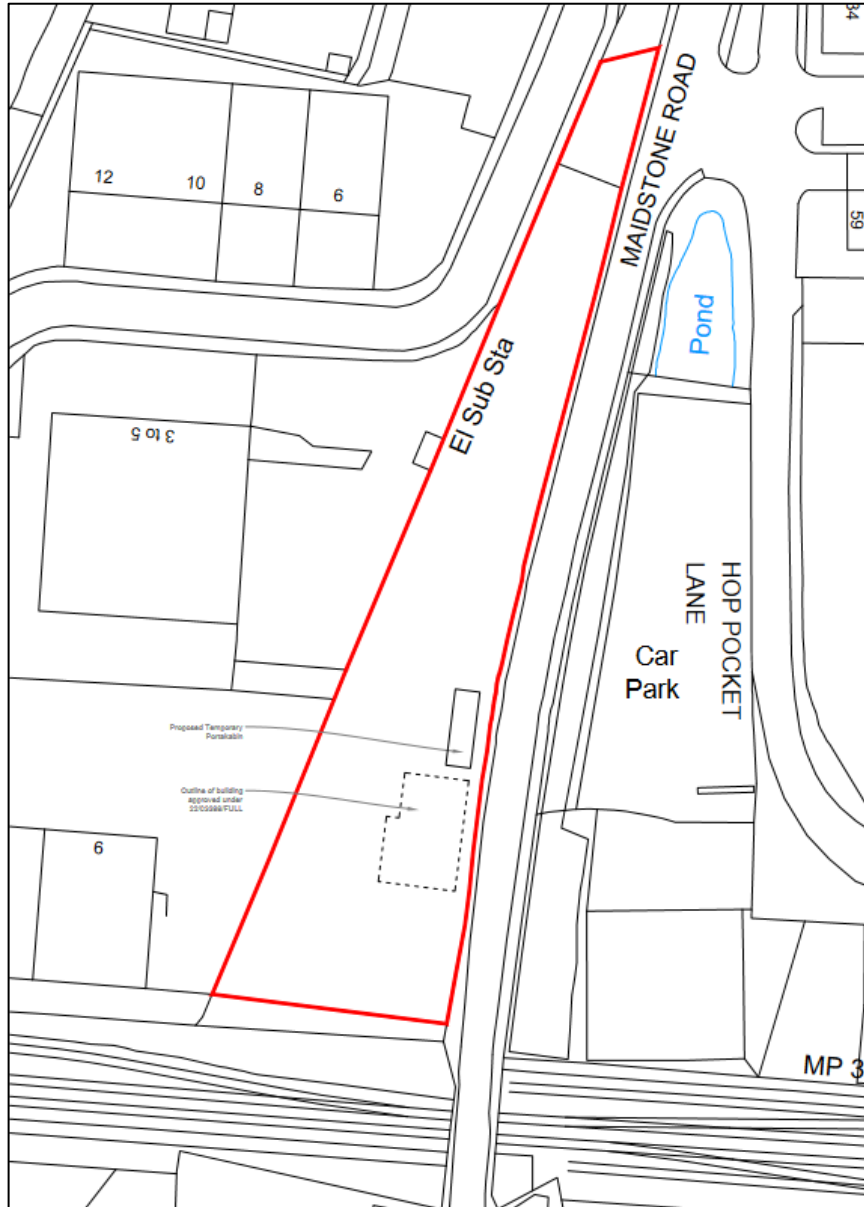 34
MAIDSTONE ROAD
12
10
8
6
59
Pond
El Sub Sta
3 to 5
HOP POCKET
LANE
Car
Park
Proposed Temporary
Portakabin
Outline of building
approved under
6
MP 3